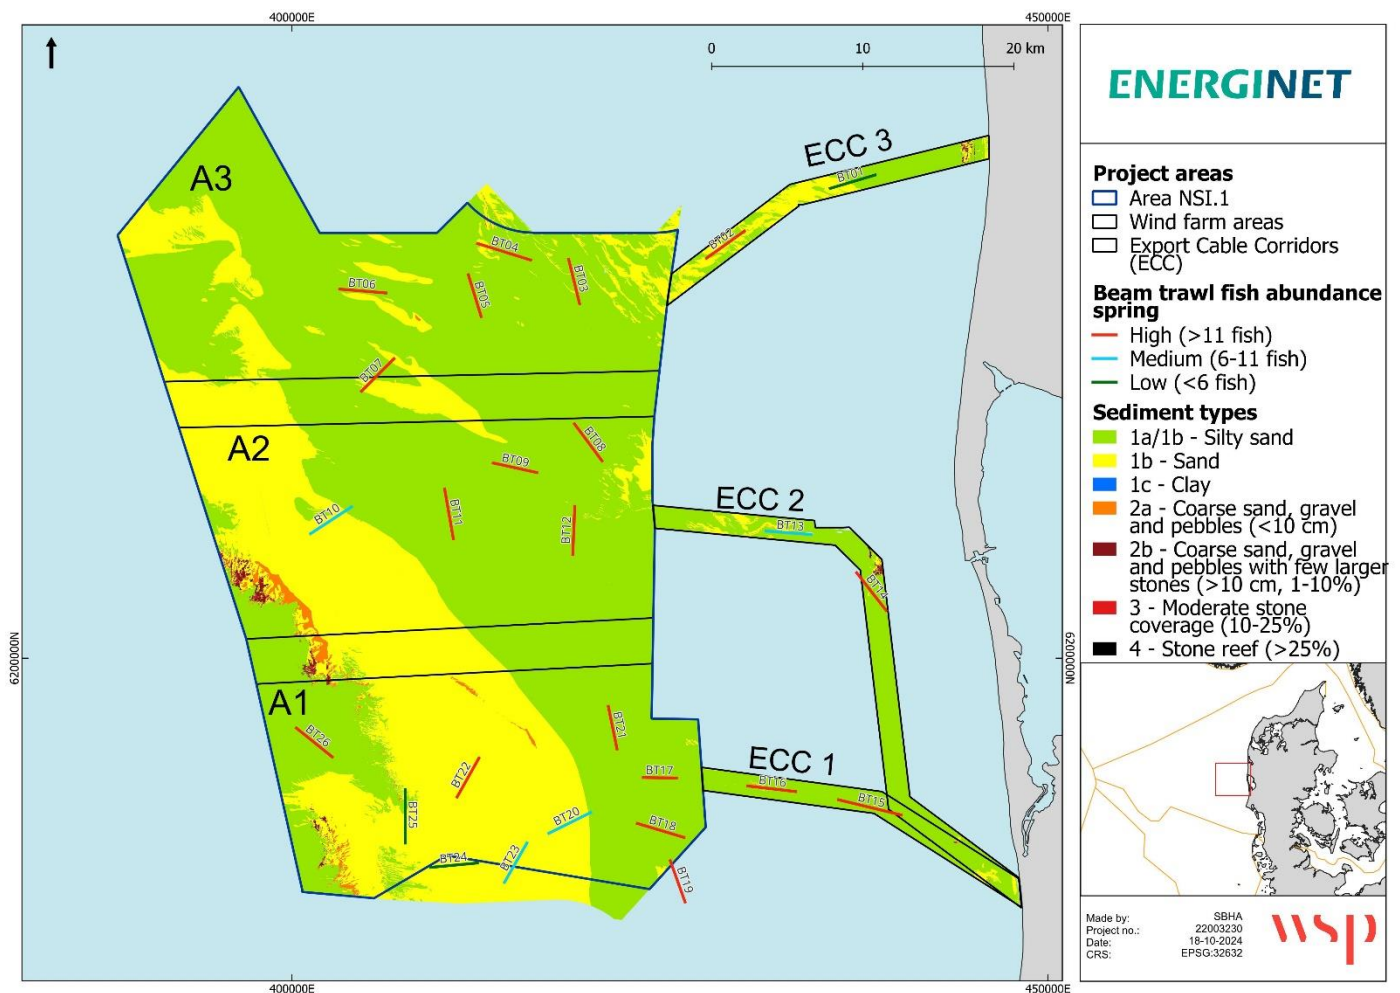 400000E
450000E
0
10
20 km
ECC 3
BT01
A3
BT02
BT04
BT03
BT05
BT06
BT07
A2
BT08
BT09
ECC 2
BT10
BT11
BT12
BT13
BT14
6200000N
6200000N
A1
BT26
BT21
BT22
BT17
ECC 1
BT16
BT15
BT25
BT20
BT18
BT23
BT24
BT19
400000E
450000E
ENERGINET
Project areas
Area NSI.1
Wind farm areas
Export Cable Corridors
(ECC)
Beam trawl fish abundance
spring
High (>11 fish)
Medium (6-11 fish)
Low (<6 fish)
Sediment types
1a/1b - Silty sand
1b - Sand
1c - Clay
2a - Coarse sand, gravel
and pebbles (<10 cm)
2b - Coarse sand, gravel
and pebbles with few larger
stones (>10 cm, 1-10%)
3 - Moderate stone
coverage (10-25%)
4 - Stone reef (>25%)
Made by: SBHA
Project no.: 22003230
Date: 18-10-2024
CRS: EPSG:32632
wsp